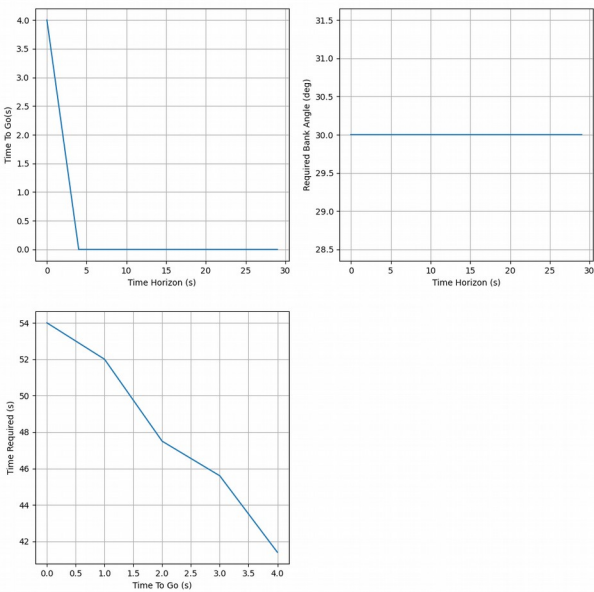 4.0
3.5
3.0
2.5
2.0
1.5
1.0
0.5
0.0
Time To Go(s)
0 5 10 15 20 25 30
Time Horizon (s)
31.5
31.0
30.5
30.0
29.5
29.0
28.5
Required Bank Angle (deg)
0 5 10 15 20 25 30
Time Horizon (s)
54
52
50
48
46
44
42
Time Required (s)
0.0 0.5 1.0 1.5 2.0 2.5 3.0 3.5 4.0
Time To Go (s)